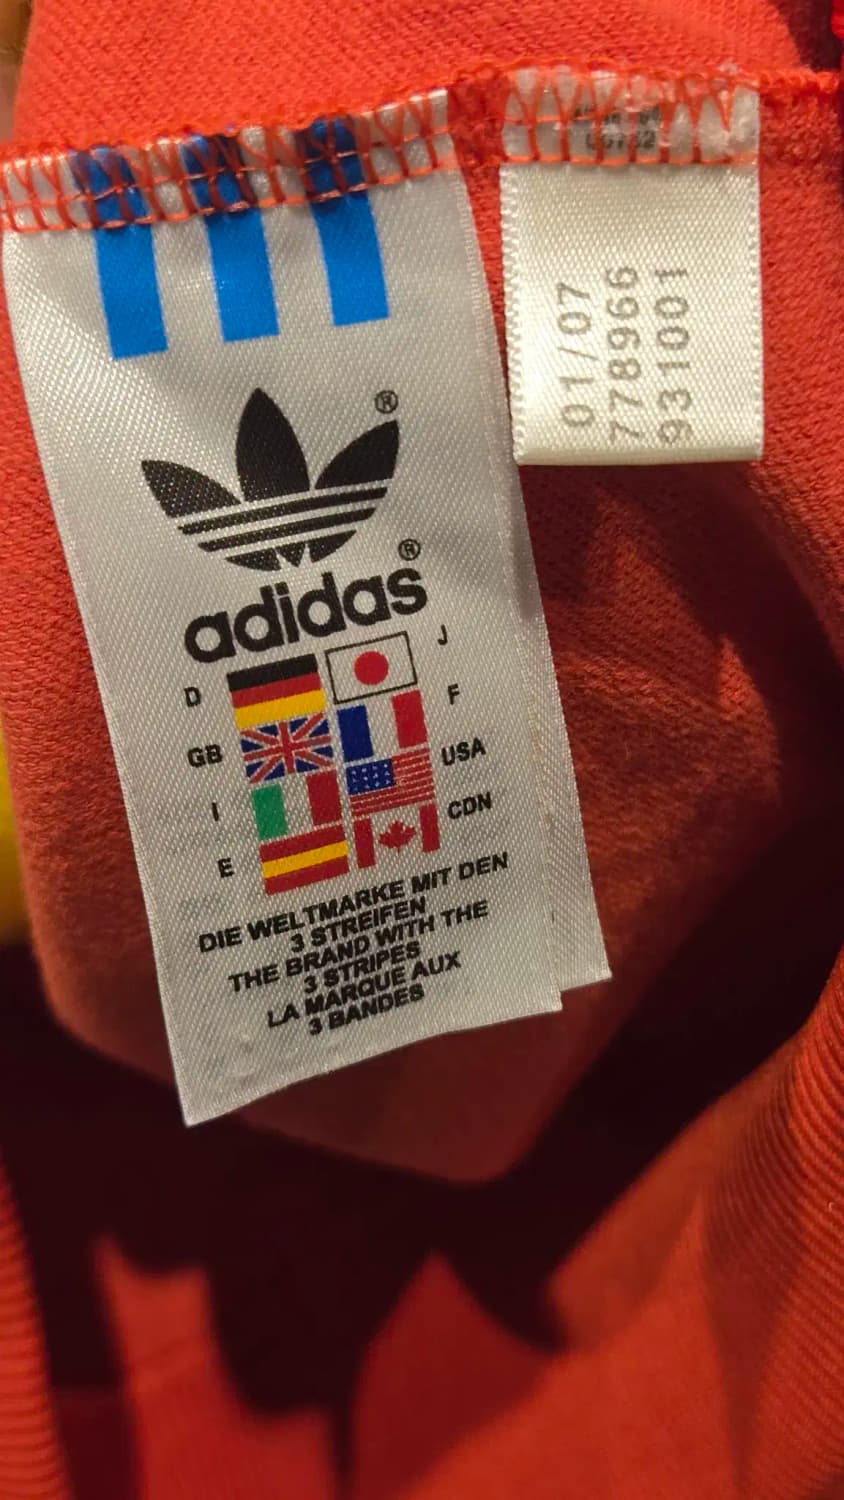 ®
®
adidas
D
J
GB
F
I
USA
E
CDN
DIE WELTMARKE MIT DEN
3 STREIFEN
THE BRAND WITH THE
3 STRIPES
LA MARQUE AUX
3 BANDES
01/07
778966
931001